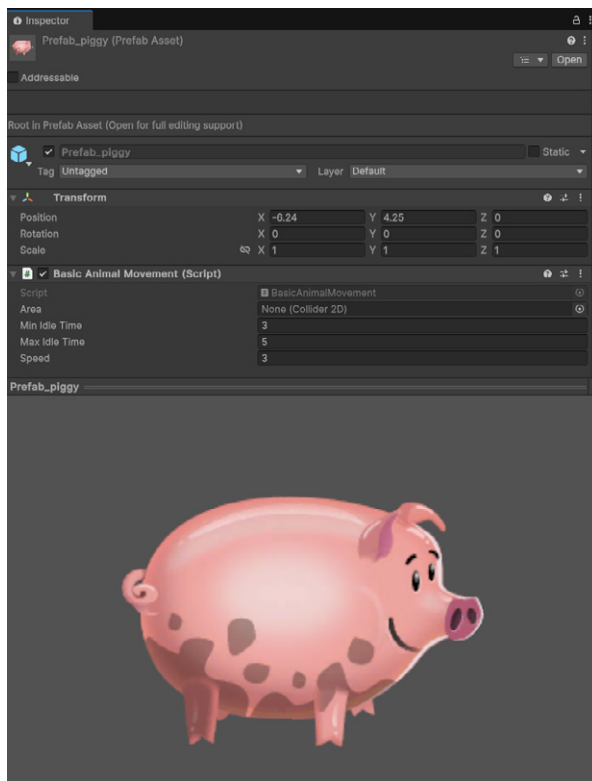 Inspector
Prefab_piggy (Prefab Asset)
Open
Addressable
Root in Prefab Asset (Open for full editing support)
Prefab_piggy Static
Tag Untagged Layer Default
Transform
Position X -6.24 Y 4.25 Z 0
Rotation X 0 Y 0 Z 0
Scale X 1 Y 1 Z 1
# Basic Animal Movement (Script)
Script BasicAnimalMovement
Area None (Collider 2D)
Min Idle Time 3
Max Idle Time 5
Speed 3
Prefab_piggy